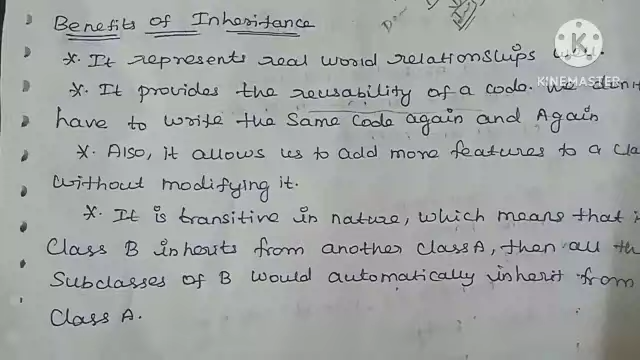 Benefits of Inheritance
KINEMASTER
*. It represents real world relationships well.
*. It provides the reusability of a code. We don't
have to write the Same Code again and Again
*. Also, it allows us to add more features to a
without modifying it.
*. It is transitive in nature, which means that
Class B inherits from another Class A, then all
Subclasses of B would automatically inherit from
Class A.